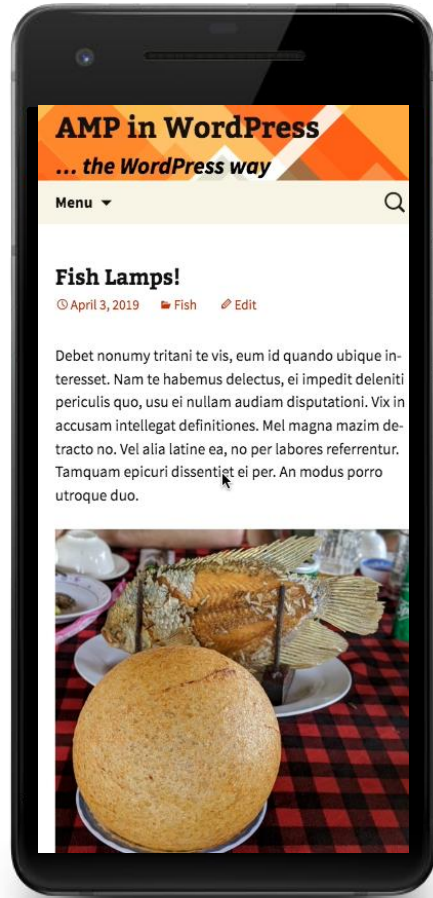 AMP in WordPress
... the WordPress way
Menu
Fish Lamps!
April 3, 2019 Fish Edit
Debet nonumy tritani te vis, eum id quando ubique in-
teresset. Nam te habemus delectus, ei impedit deleniti
periculis quo, usu ei nullam audiam disputationi. Vix in
accusam intellegat definitiones. Mel magna mazim de-
tracto no. Vel alia latine ea, no per labores referrentur.
Tamquam epicuri dissentiet ei per. An modus porro
utroque duo.